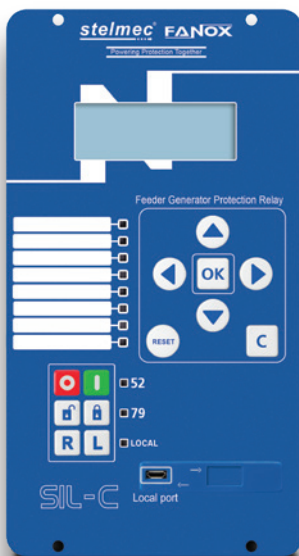 stelmec FANOX
Powering Protection Together
Feeder Generator Protection Relay
OK
RESET
C
52
79
R L LOCAL
SIL-C
Local port